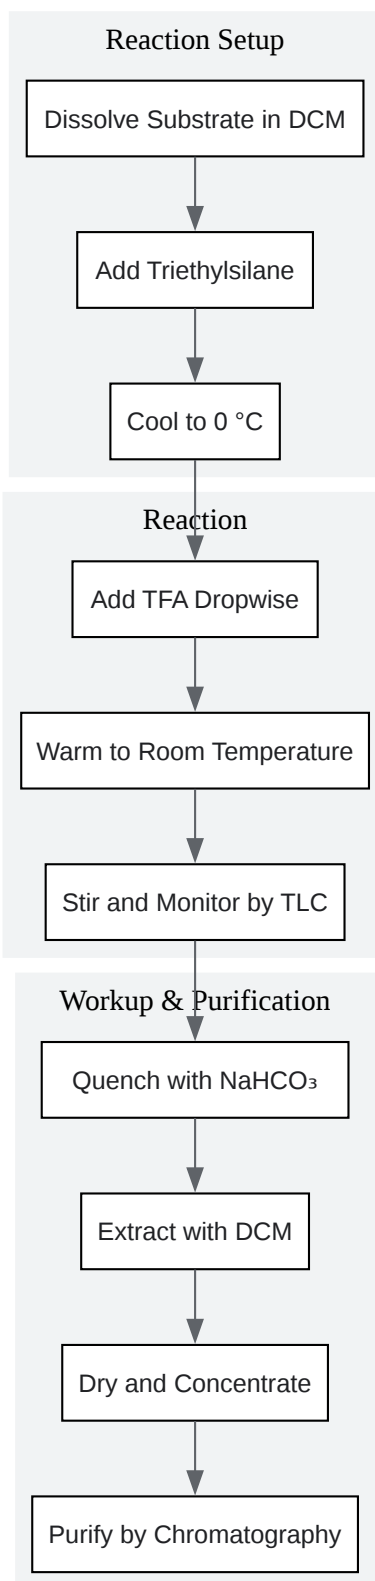 Reaction Setup
Dissolve Substrate in DCM
Add Triethylsilane
Cool to 0 °C
Reaction
Add TFA Dropwise
Warm to Room Temperature
Stir and Monitor by TLC
Workup & Purification
Quench with NaHCO₃
Extract with DCM
Dry and Concentrate
Purify by Chromatography